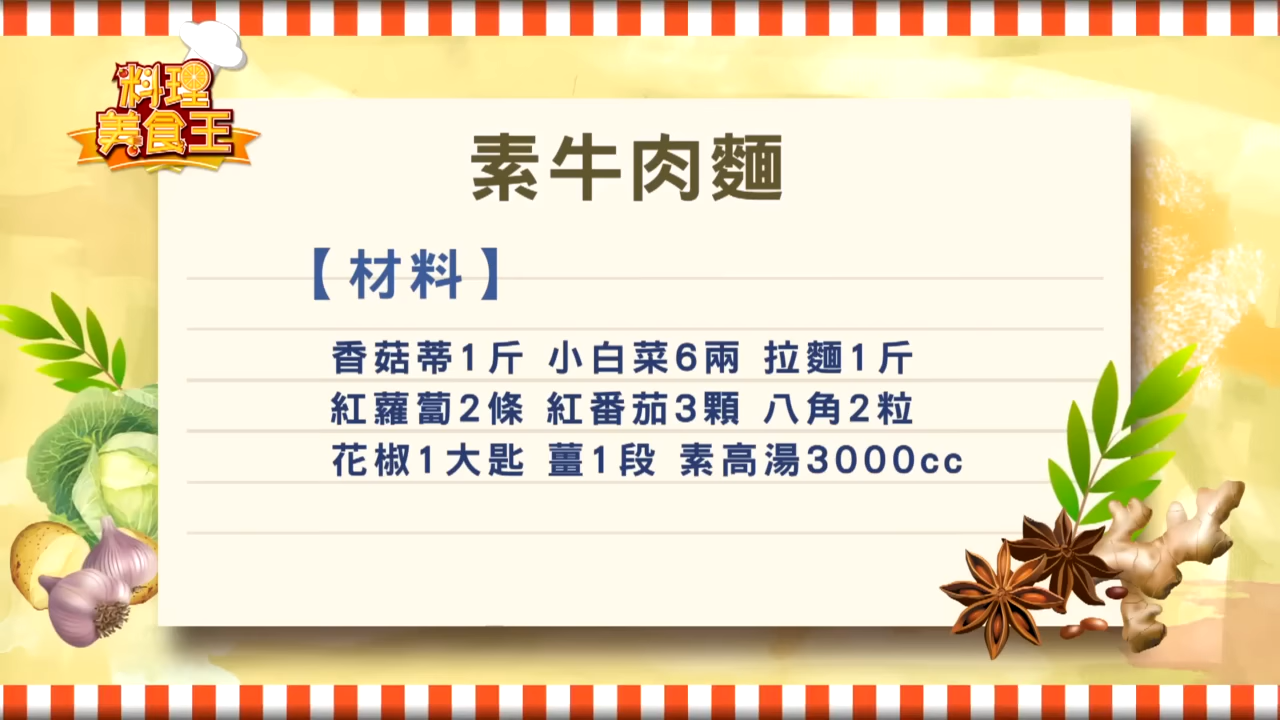 料理
美食王
素牛肉麵
【材料】
香菇蒂1斤 小白菜6兩 拉麵1斤
紅蘿蔔2條 紅番茄3顆 八角2粒
花椒1大匙 薑1段 素高湯3000cc